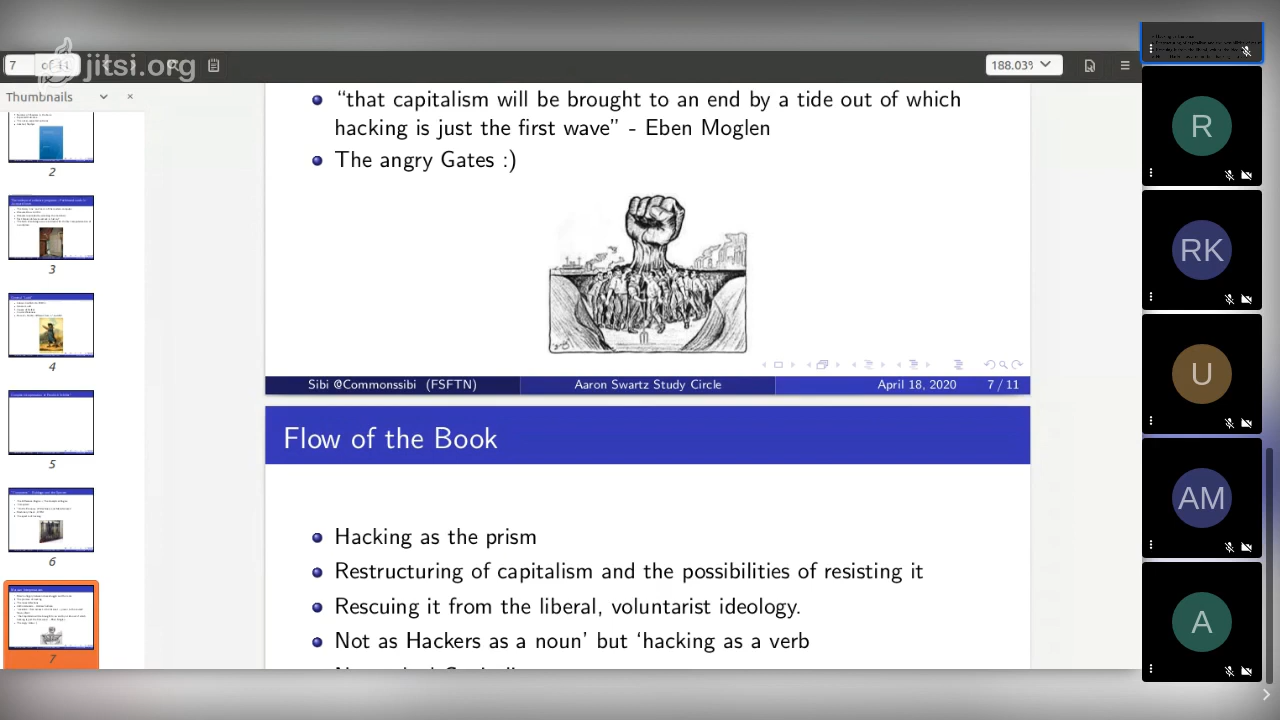 jitsi.org
7 of 11
188.03%
Thumbnails
2
3
4
5
6
7
“that capitalism will be brought to an end by a tide out of which
hacking is just the first wave” - Eben Moglen
The angry Gates :)
Sibi @Commonssibi (FSFTN)
Aaron Swartz Study Circle
April 18, 2020
7 / 11
Flow of the Book
Hacking as the prism
Restructuring of capitalism and the possibilities of resisting it
Rescuing it from the liberal, voluntarist ideology.
Not as Hackers as a noun’ but ‘hacking as a verb
R
RK
U
AM
A